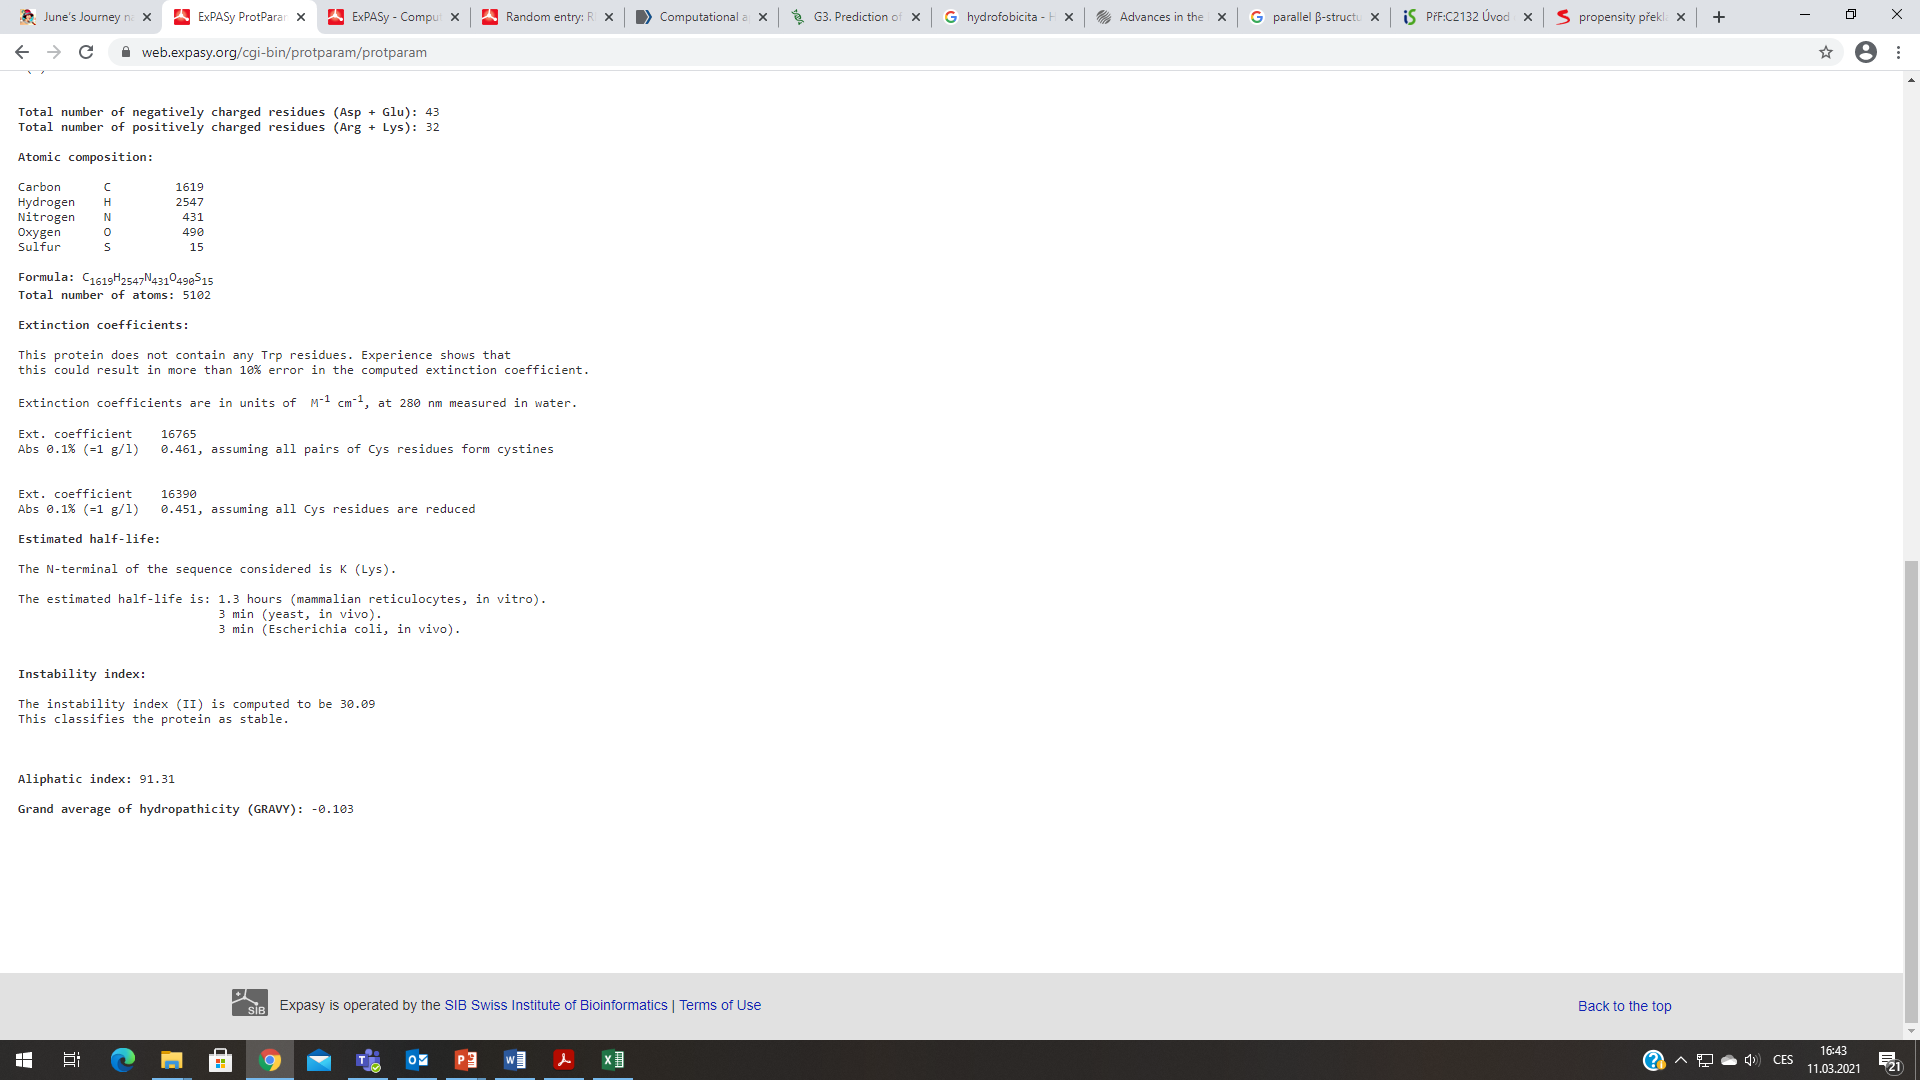 June's Journey na
ExPASy ProtParam
ExPASy - Comput
Random entry: R
Computational a
G3. Prediction of
hydrofobicita - H
Advances in the
parallel β-structu
PřF:C2132 Úvod
propensity překla
web.expasy.org/cgi-bin/protparam/protparam
Total number of negatively charged residues (Asp + Glu): 43
Total number of positively charged residues (Arg + Lys): 32
Atomic composition:
Carbon C 1619
Hydrogen H 2547
Nitrogen N 431
Oxygen O 490
Sulfur S 15
Formula: C1619H2547N431O490S15
Total number of atoms: 5102
Extinction coefficients:
This protein does not contain any Trp residues. Experience shows that
this could result in more than 10% error in the computed extinction coefficient.
Extinction coefficients are in units of M-1 cm-1, at 280 nm measured in water.
Ext. coefficient 16765
Abs 0.1% (=1 g/l) 0.461, assuming all pairs of Cys residues form cystines
Ext. coefficient 16390
Abs 0.1% (=1 g/l) 0.451, assuming all Cys residues are reduced
Estimated half-life:
The N-terminal of the sequence considered is K (Lys).
The estimated half-life is: 1.3 hours (mammalian reticulocytes, in vitro).
3 min (yeast, in vivo).
3 min (Escherichia coli, in vivo).
Instability index:
The instability index (II) is computed to be 30.09
This classifies the protein as stable.
Aliphatic index: 91.31
Grand average of hydropathicity (GRAVY): -0.103
SIB
Expasy is operated by the SIB Swiss Institute of Bioinformatics | Terms of Use
Back to the top
CES
16:43
11.03.2021
21